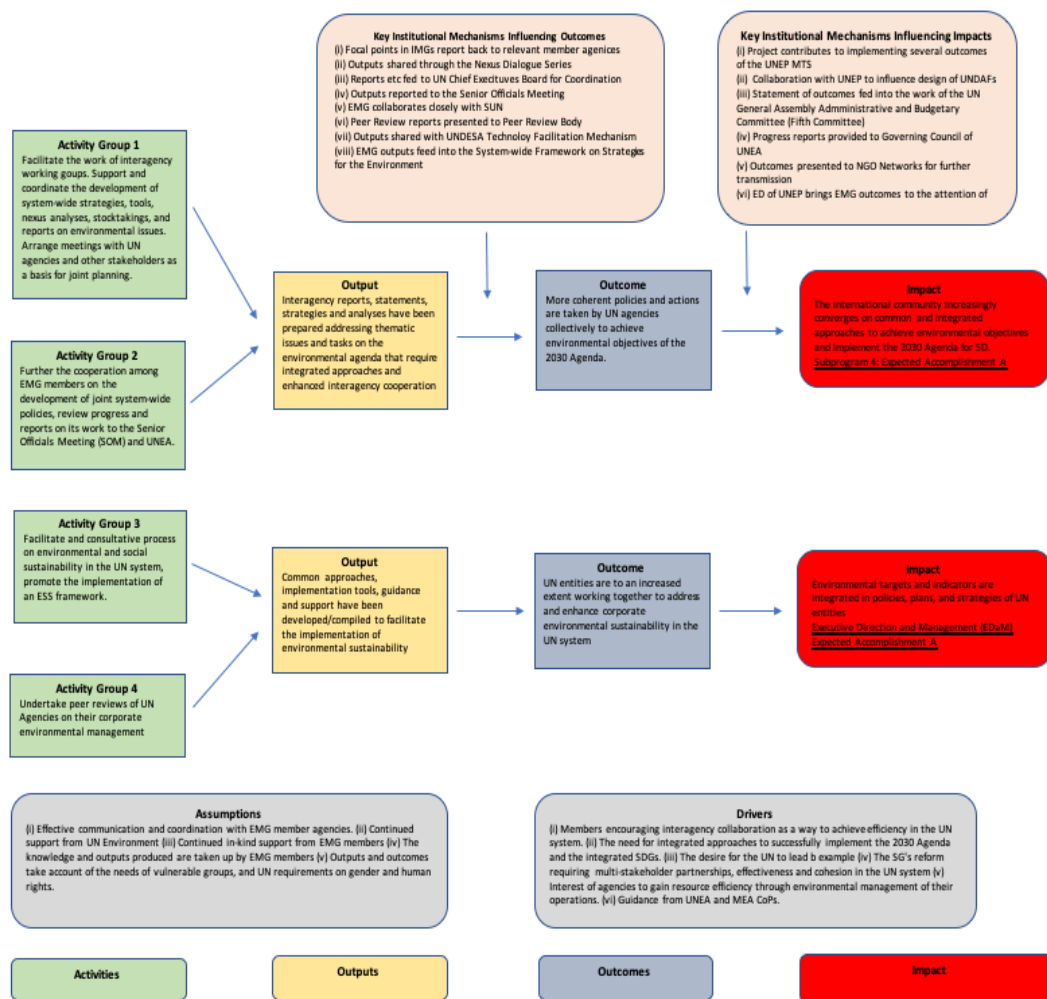 Key Institutional Mechanisms Influencing Outcomes
(i) Focal points in IMGs report back to relevant member agenices
(ii) Outputs shared through the Nexus Dialogue Series
(iii) Reports etc fed to UN Chief Execituves Board for Coordination
(iv) Outputs reported to the Senior Officials Meeting
(v) EMG collaborates closely with SUN
(vi) Peer Review reports presented to Peer Review Body
(vii) Outputs shared with UNDESA Technoloy Facilitation Mechanism
(viii) EMG outputs feed into the System-wide Framework on Strategies
for the Environment
Key Institutional Mechanisms Influencing Impacts
(i) Project contributes to implementing several outcomes
of the UNEP MTS
(ii) Collaboration with UNEP to influence design of UNDAFs
(iii) Statement of outcomes fed into the work of the UN
General Assembly Admministrative and Budgetary
Committee (Fifth Committee)
(iv) Progress reports provided to Governing Council of
UNEA
(v) Outcomes presented to NGO Networks for further
transmission
(vi) ED of UNEP brings EMG outcomes to the attention of
Activity Group 1
Facilitate the work of interagency
working goups. Support and
coordinate the development of
system-wide strategies, tools,
nexus analyses, stocktakings, and
reports on environmental issues.
Arrange meetings with UN
agencies and other stakeholders as
a basis for joint planning.
Output
Interagency reports, statements,
strategies and analyses have been
prepared addressing thematic
issues and tasks on the
environmental agenda that require
integrated approaches and
enhanced interagency cooperation
Outcome
More coherent policies and actions
are taken by UN agencies
collectively to achieve
environmental objectives of the
2030 Agenda.
Impact
The international community increasingly
converges on common and integrated
approaches to achieve environmental objectives
and implement the 2030 Agenda for SD.
Subprogram 4: Expected Accomplishment A
Activity Group 2
Further the cooperation among
EMG members on the
development of joint system-wide
policies, review progress and
reports on its work to the Senior
Officials Meeting (SOM) and UNEA.
Activity Group 3
Facilitate and consultative process
on environmental and social
sustainability in the UN system,
promote the implementation of
an ESS framework.
Output
Common approaches,
implementation tools, guidance
and support have been
developed/compiled to facilitate
the implementation of
environmental sustainability
Outcome
UN entities are to an increased
extent working together to address
and enhance corporate
environmental sustainability in the
UN system
Impact
Environmental targets and indicators are
integrated in policies, plans, and strategies of UN
entities
Executive Direction and Management (EDaM)
Expected Accomplishment A
Activity Group 4
Undertake peer reviews of UN
Agencies on their corporate
environmental management
Assumptions
(i) Effective communication and coordination with EMG member agencies. (ii) Continued
support from UN Environment (iii) Continued in-kind support from EMG members (iv) The
knowledge and outputs produced are taken up by EMG members (v) Outputs and outcomes
take account of the needs of vulnerable groups, and UN requirements on gender and human
rights.
Drivers
(i) Members encouraging interagency collaboration as a way to achieve efficiency in the UN
system. (ii) The need for integrated approaches to successfully implement the 2030 Agenda
and the integrated SDGs. (iii) The desire for the UN to lead b example (iv) The SG's reform
requiring multi-stakeholder partnerships, effectiveness and cohesion in the UN system (v)
Interest of agencies to gain resource efficiency through environmental management of their
operations. (vi) Guidance from UNEA and MEA CoPs.
Activities
Outputs
Outcomes
Impact